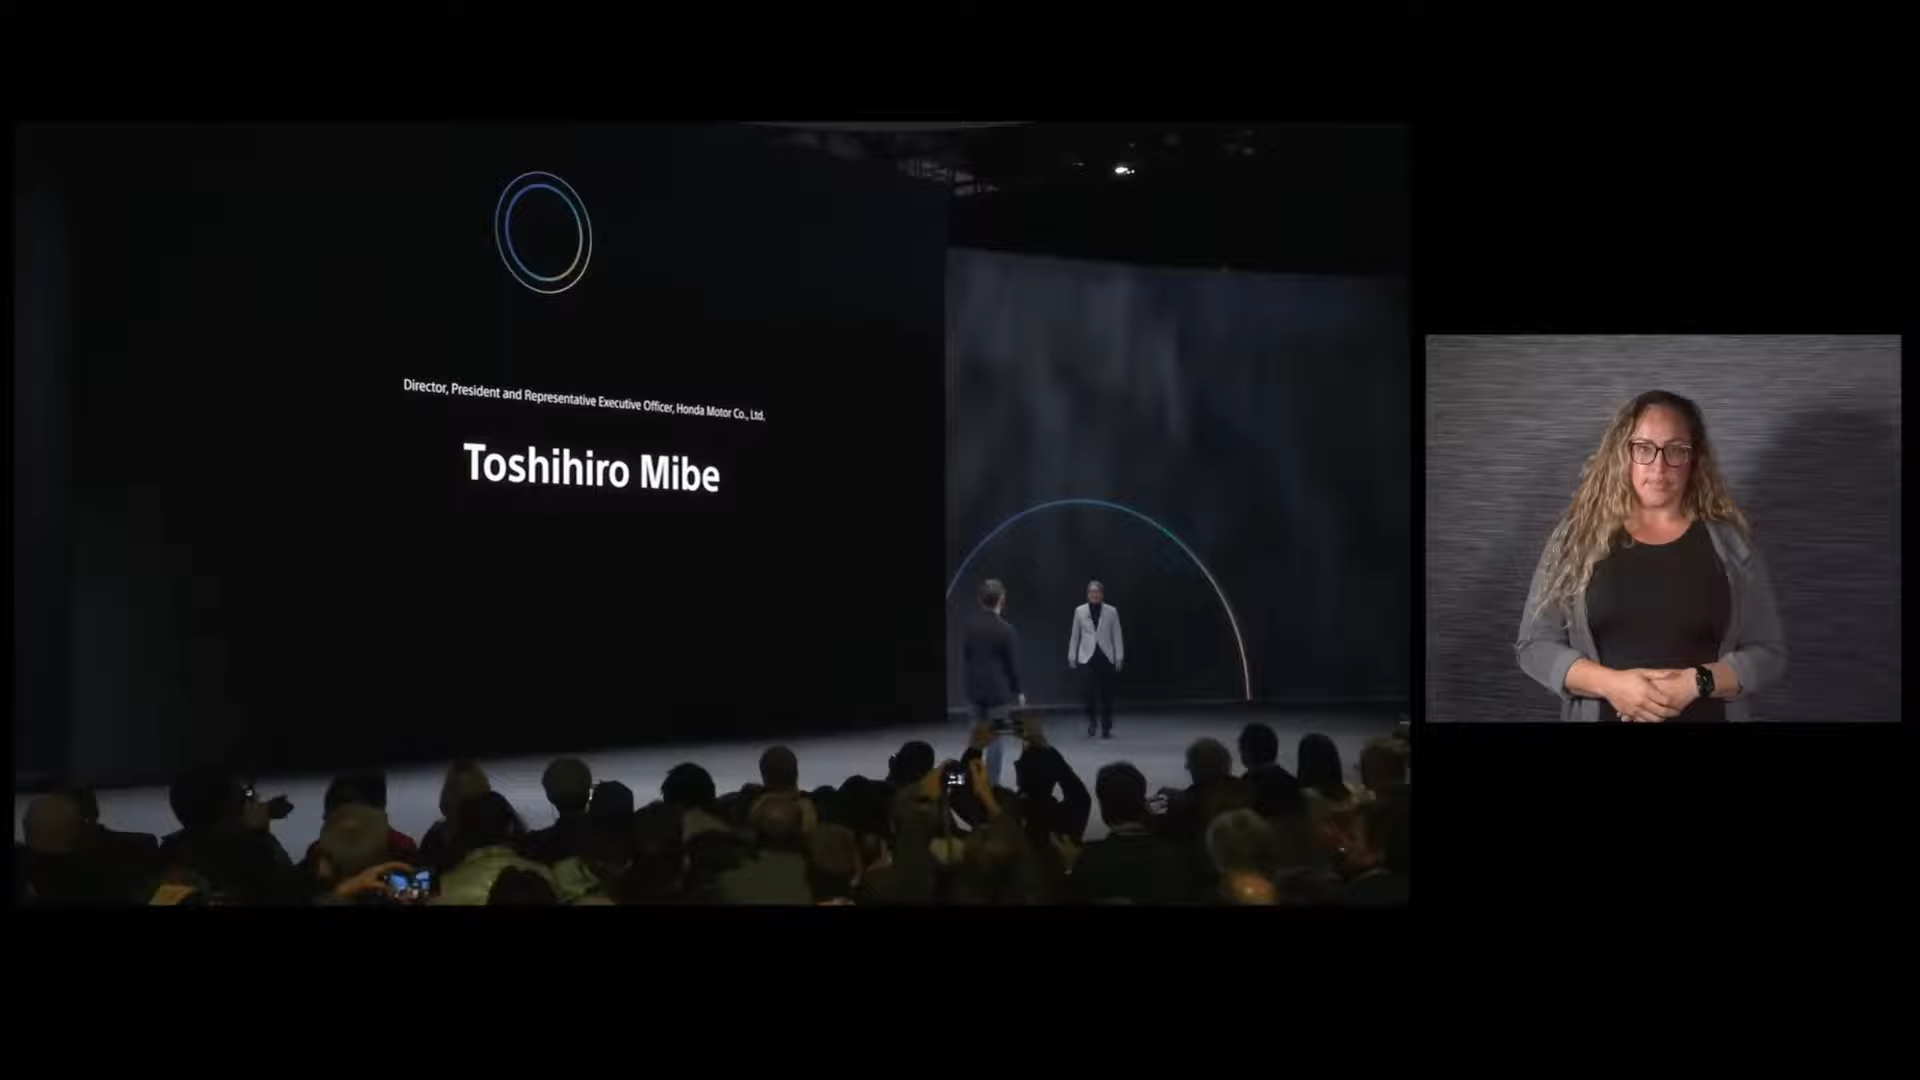 Director, President and Representative Executive Officer, Honda Motor Co., Ltd.
Toshihiro Mibe